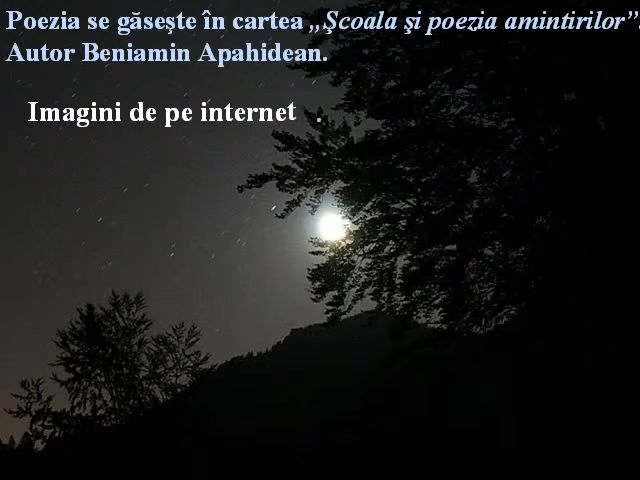 Poezia se găseşte în cartea „Şcoala şi poezia amintirilor”.
Autor Beniamin Apahidean.
Imagini de pe internet .